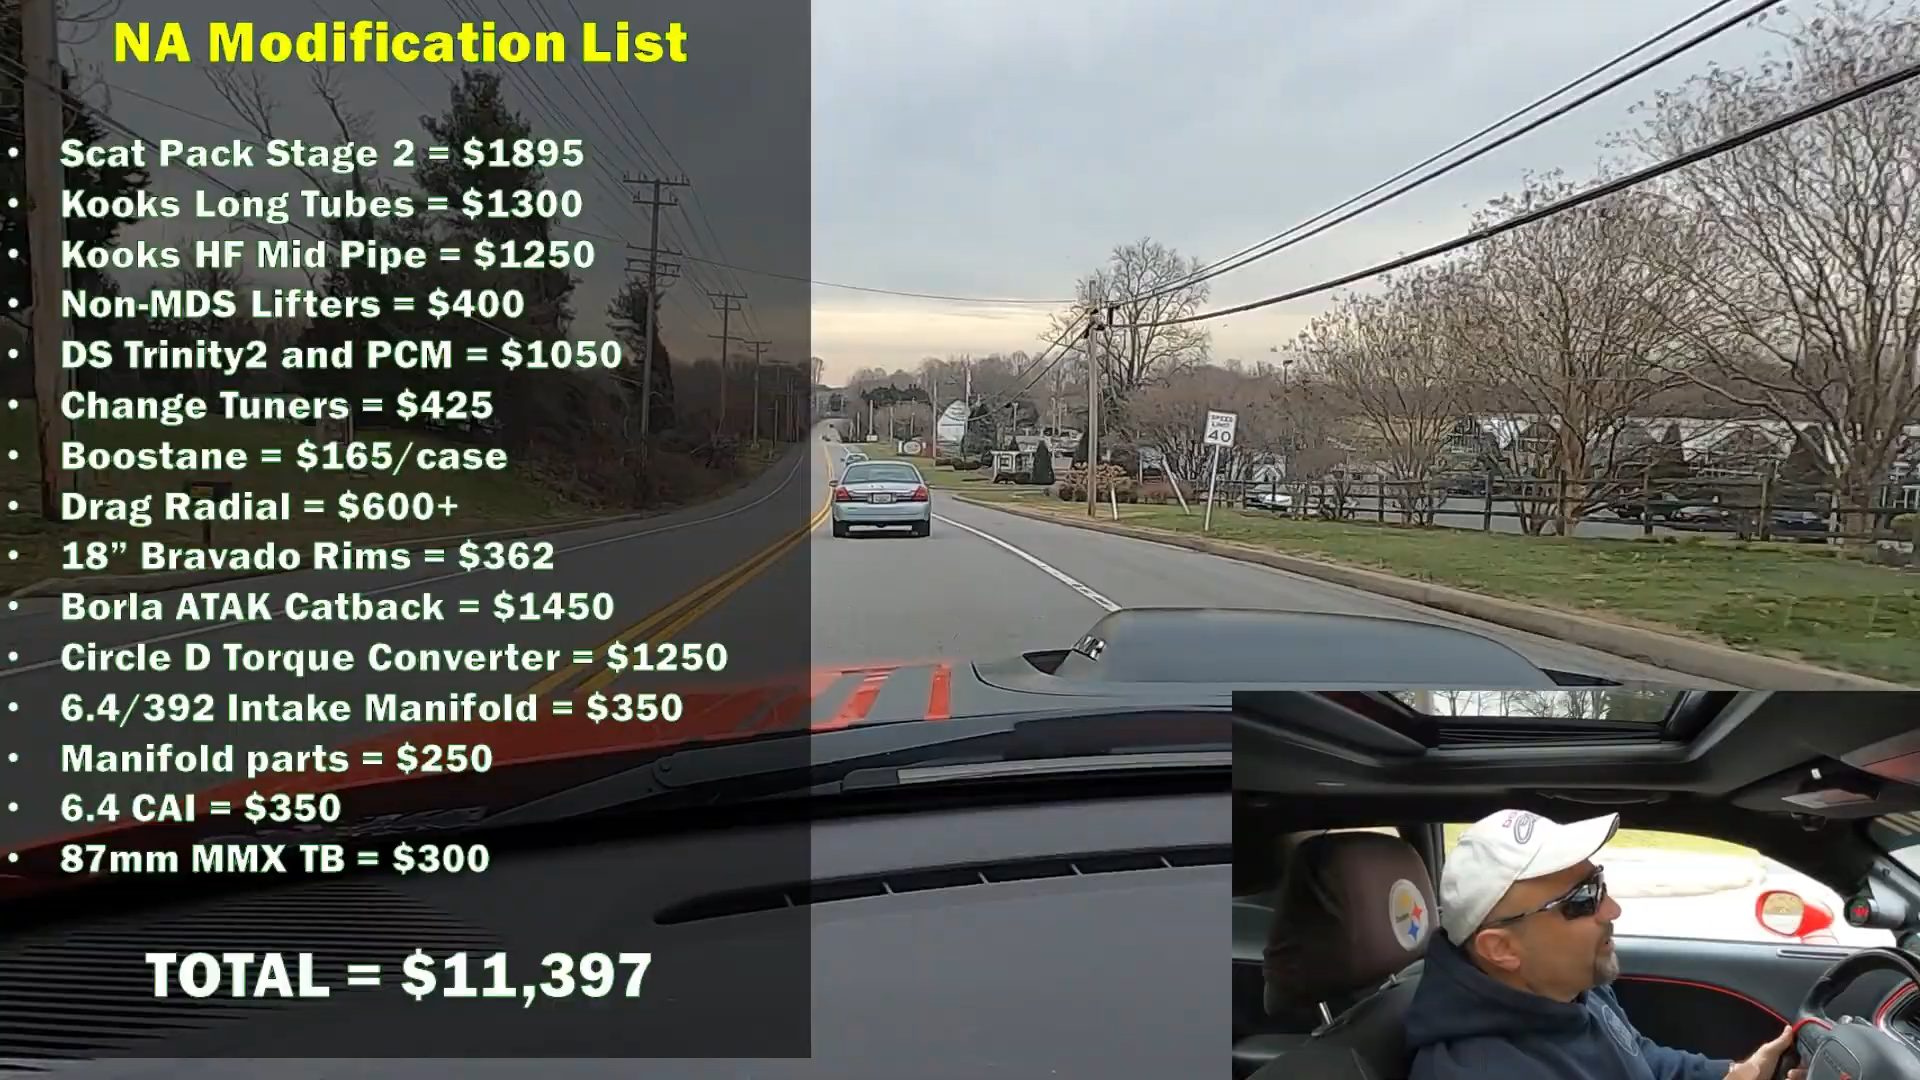 NA Modification List
• Scat Pack Stage 2 = $1895
• Kooks Long Tubes = $1300
• Kooks HF Mid Pipe = $1250
• Non-MDS Lifters = $400
• DS Trinity2 and PCM = $1050
• Change Tuners = $425
• Boostane = $165/case
• Drag Radial = $600+
• 18” Bravado Rims = $362
• Borla ATAK Catback = $1450
• Circle D Torque Converter = $1250
• 6.4/392 Intake Manifold = $350
• Manifold parts = $250
• 6.4 CAI = $350
• 87mm MMX TB = $300
TOTAL = $11,397
SPEED
LIMIT
40